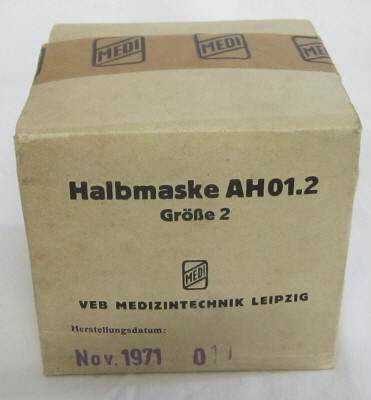 MEDI MEDI MEDI
Halbmaske AH01.2
Größe 2
MEDI
VEB MEDIZINTECHNIK LEIPZIG
Herstellungsdatum:
Nov. 1971